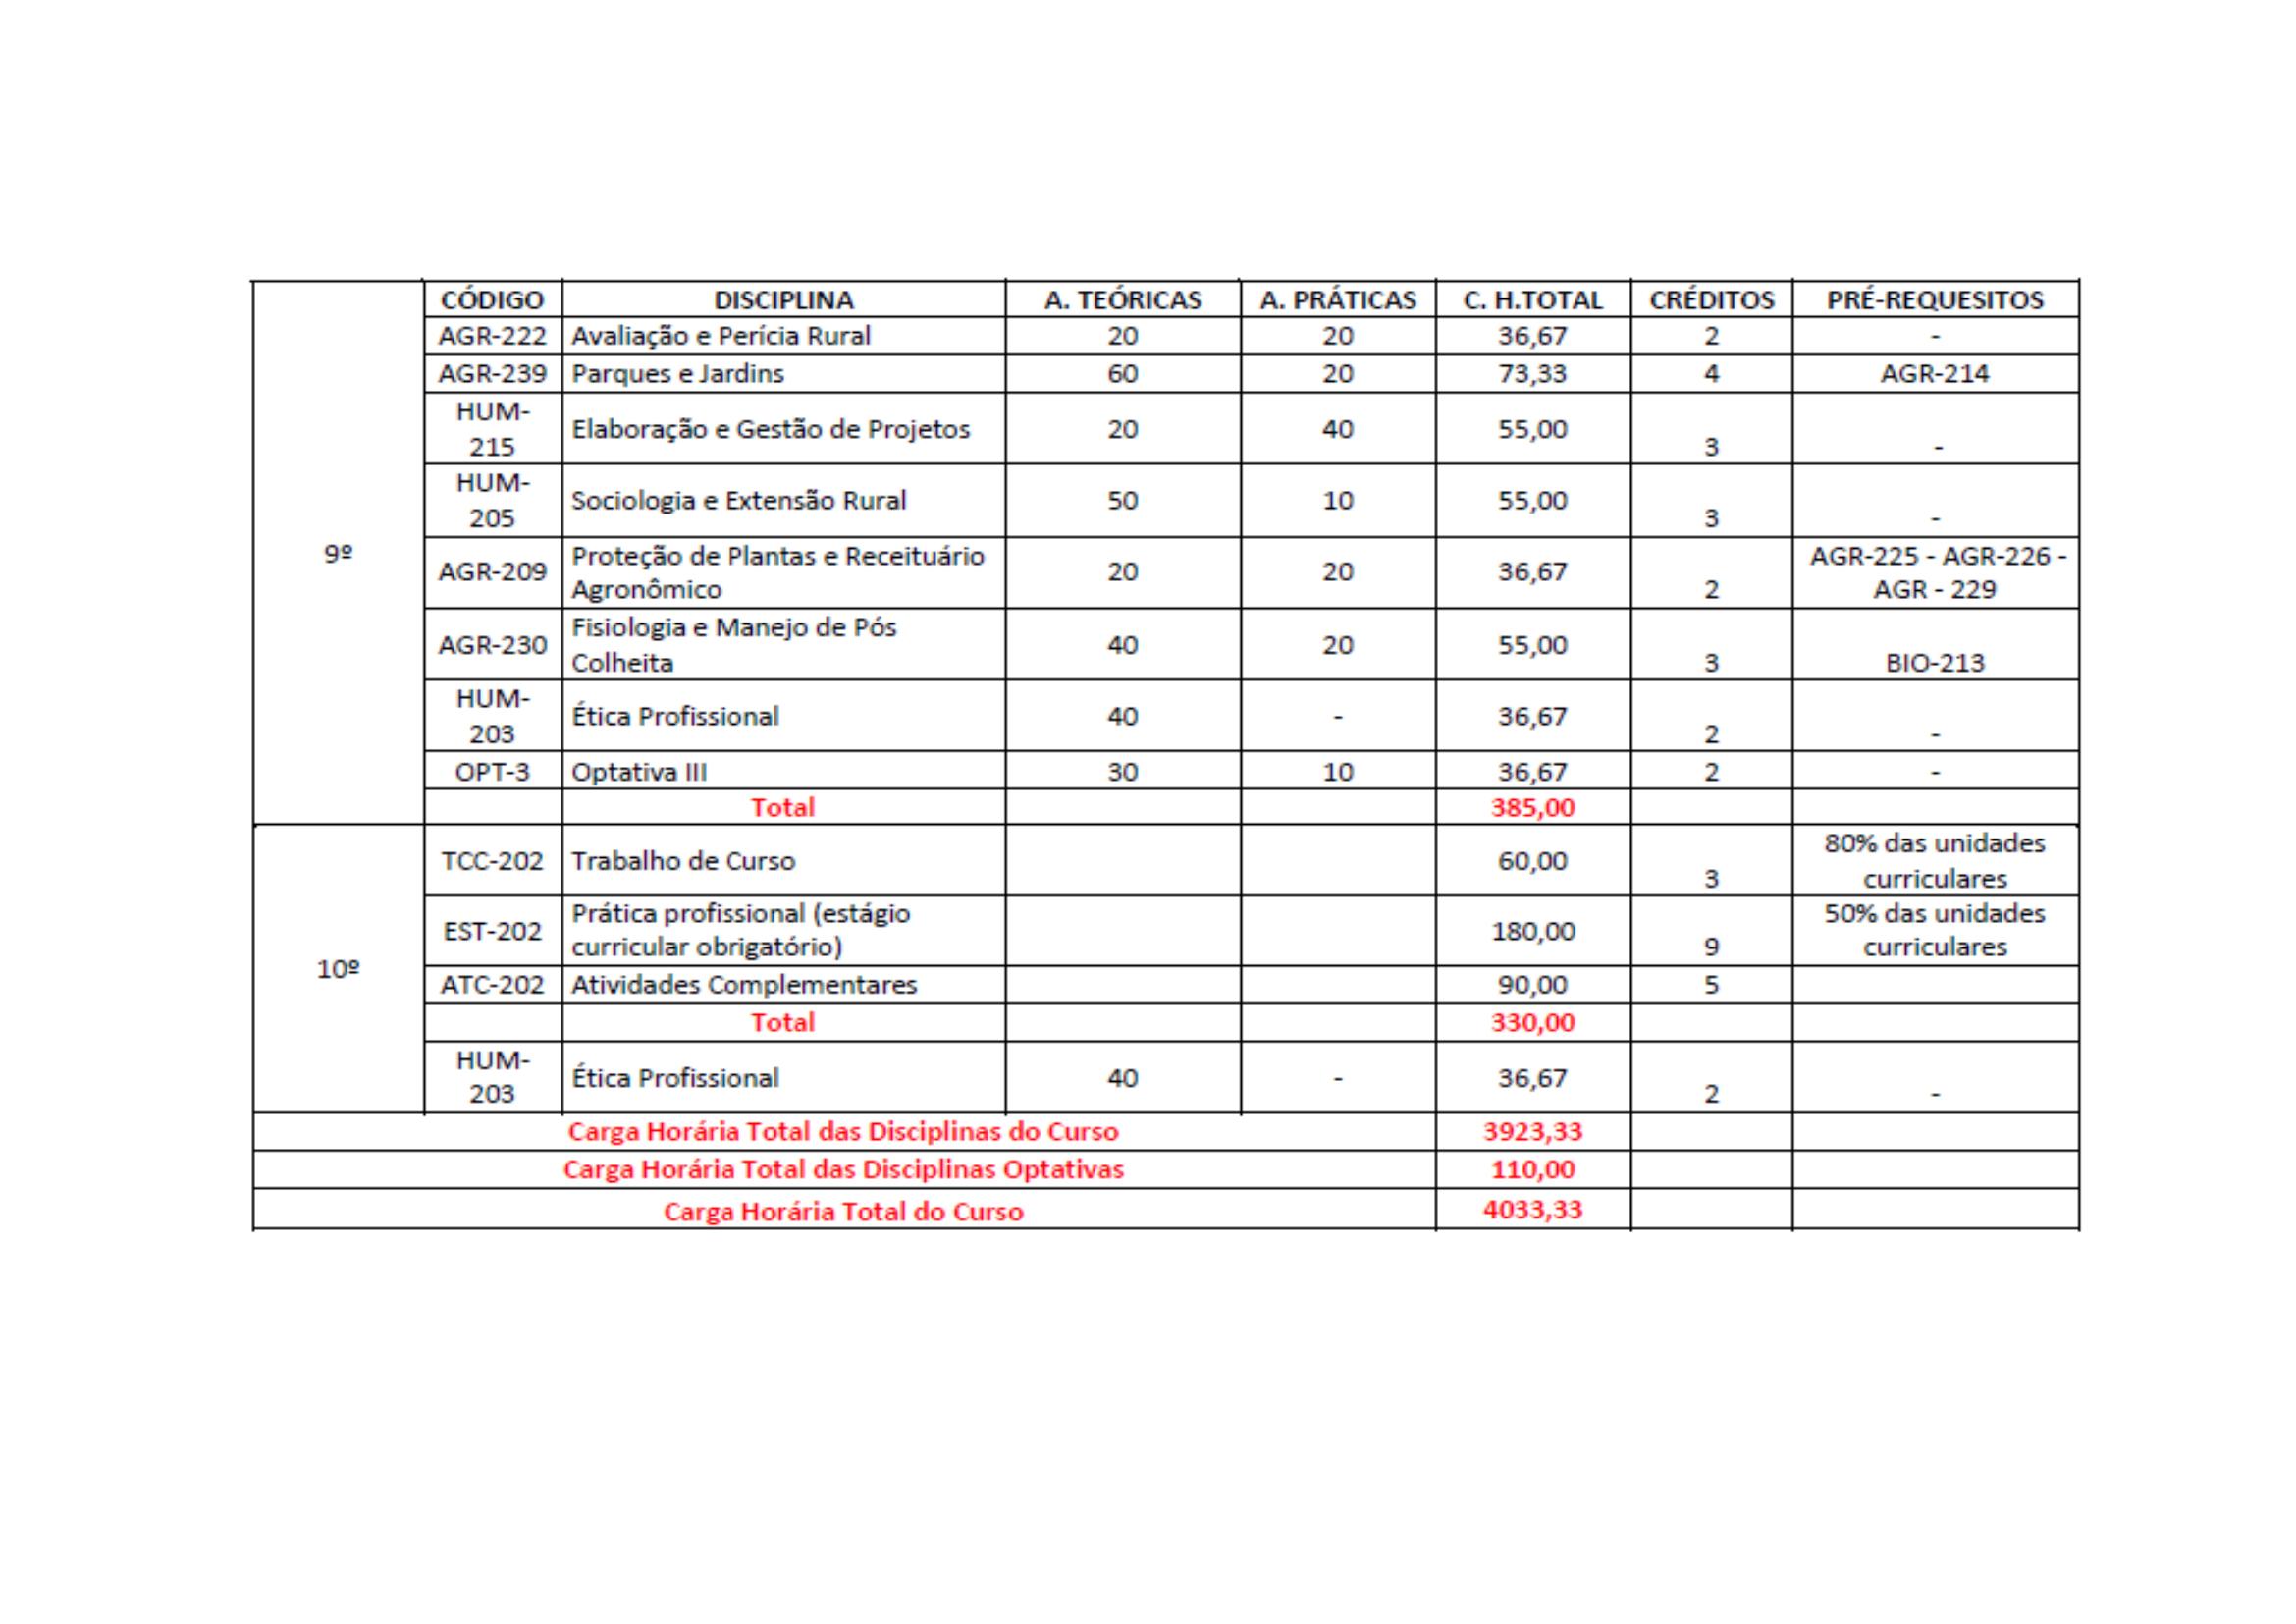 CÓDIGO DISCIPLINA A. TEÓRICAS A. PRÁTICAS C. H.TOTAL CRÉDITOS PRÉ-REQUESITOS
9º
AGR-222 Avaliação e Perícia Rural 20 20 36,67 2 -
AGR-239 Parques e Jardins 60 20 73,33 4 AGR-214
HUM-
215 Elaboração e Gestão de Projetos 20 40 55,00 3 -
HUM-
205 Sociologia e Extensão Rural 50 10 55,00 3 -
AGR-209 Proteção de Plantas e Receituário
Agronômico 20 20 36,67 2 AGR-225 - AGR-226 -
AGR - 229
AGR-230 Fisiologia e Manejo de Pós
Colheita 40 20 55,00 3 BIO-213
HUM-
203 Ética Profissional 40 - 36,67 2 -
OPT-3 Optativa III 30 10 36,67 2 -
Total 385,00
10º
TCC-202 Trabalho de Curso 60,00 3 80% das unidades
curriculares
EST-202 Prática profissional (estágio
curricular obrigatório) 180,00 9 50% das unidades
curriculares
ATC-202 Atividades Complementares 90,00 5
Total 330,00
HUM-
203 Ética Profissional 40 - 36,67 2 -
Carga Horária Total das Disciplinas do Curso 3923,33
Carga Horária Total das Disciplinas Optativas 110,00
Carga Horária Total do Curso 4033,33